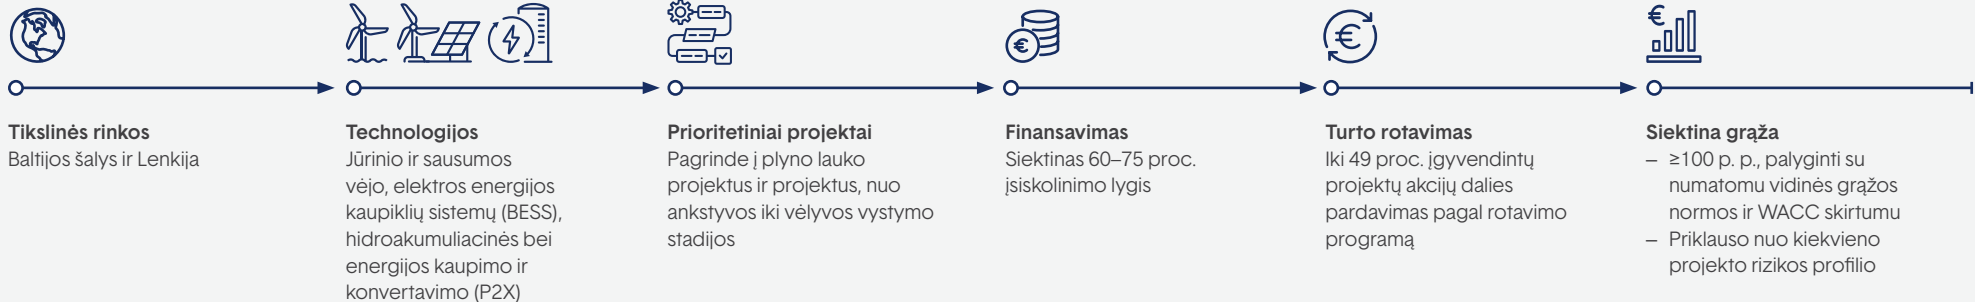 Tikslinės rinkos
Baltijos šalys ir Lenkija
Technologijos
Jūrinio ir sausumos
vėjo, elektros energijos
kaupiklių sistemų (BESS),
hidroakumuliacinės bei
energijos kaupimo ir
konvertavimo (P2X)
Prioritetiniai projektai
Pagrinde į plyno lauko
projektus ir projektus, nuo
ankstyvos iki vėlyvos vystymo
stadijos
Finansavimas
Siektinas 60–75 proc.
įsiskolinimo lygis
Turto rotavimas
Iki 49 proc. įgyvendintų
projektų akcijų dalies
pardavimas pagal rotavimo
programą
Siektina grąža
– ≥100 p. p., palyginti su
numatomu vidinės grąžos
normos ir WACC skirtumu
– Priklauso nuo kiekvieno
projekto rizikos profilio